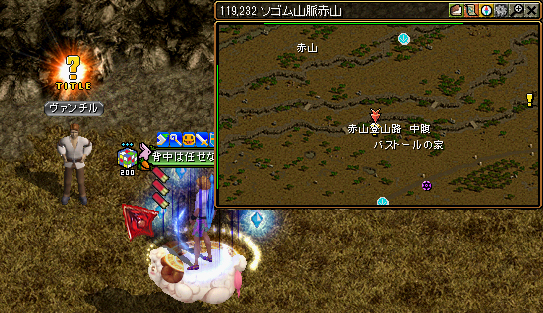 119,232 ソゴム山脈赤山
赤山
赤山登山路 中腹
バストールの家
TITLE
ヴァンチル
背中は任せな
200